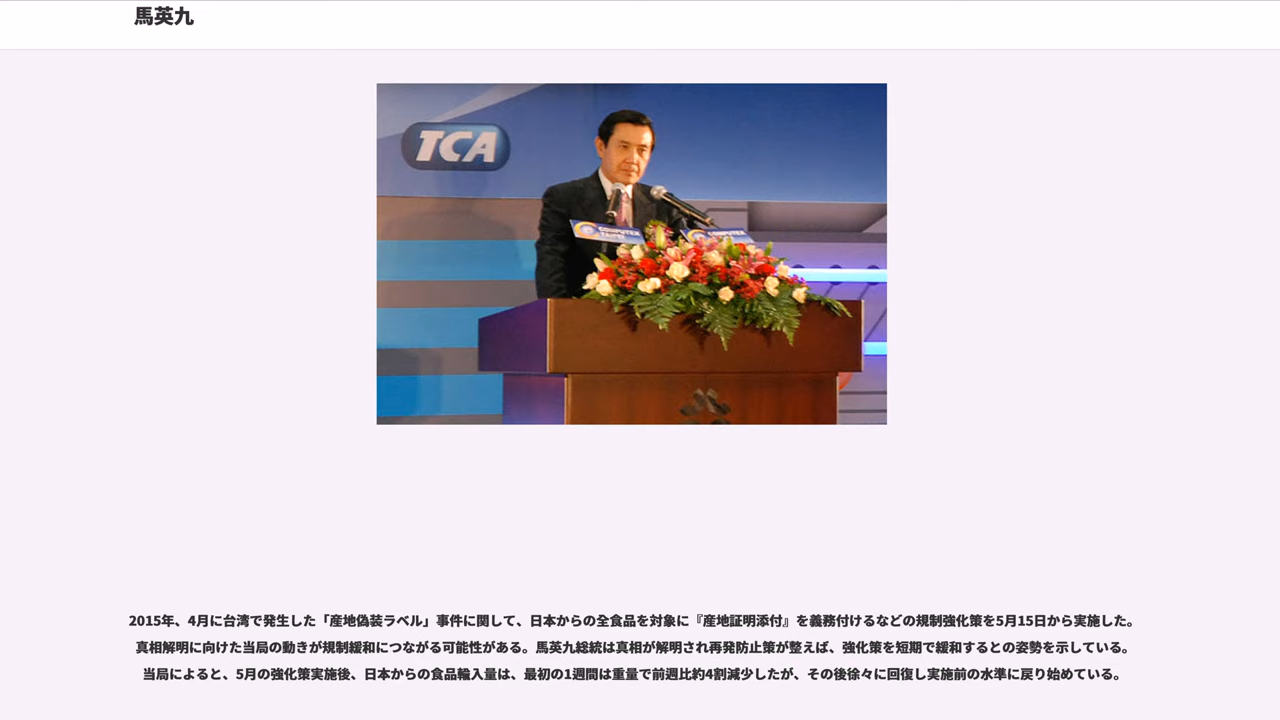 馬英九
TCA
COMPUTEX
TAIPEI
COMPUTEX
2015年、4月に台湾で発生した「産地偽装ラベル」事件に関して、日本からの全食品を対象に『産地証明添付』を義務付けるなどの規制強化策を5月15日から実施した。
真相解明に向けた当局の動きが規制緩和につながる可能性がある。馬英九総統は真相が解明され再発防止策が整えば、強化策を短期で緩和するとの姿勢を示している。
当局によると、5月の強化策実施後、日本からの食品輸入量は、最初の1週間は重量で前週比約4割減少したが、その後徐々に回復し実施前の水準に戻り始めている。